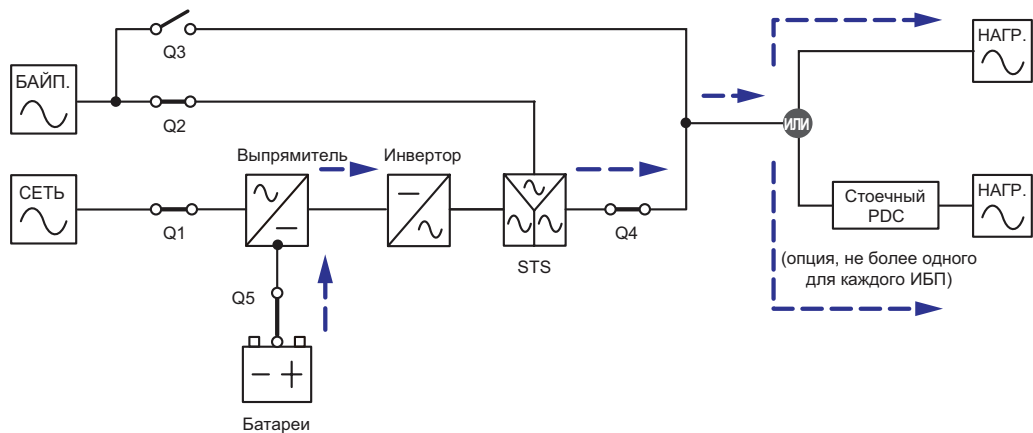 Q3
НАГР.
БАЙП.
Q2
ИЛИ
Выпрямитель
Инвертор
СЕТЬ
Q1
Q4
STS
Стоечный
PDC
НАГР.
(опция, не более одного
для каждого ИБП)
Q5
Батареи